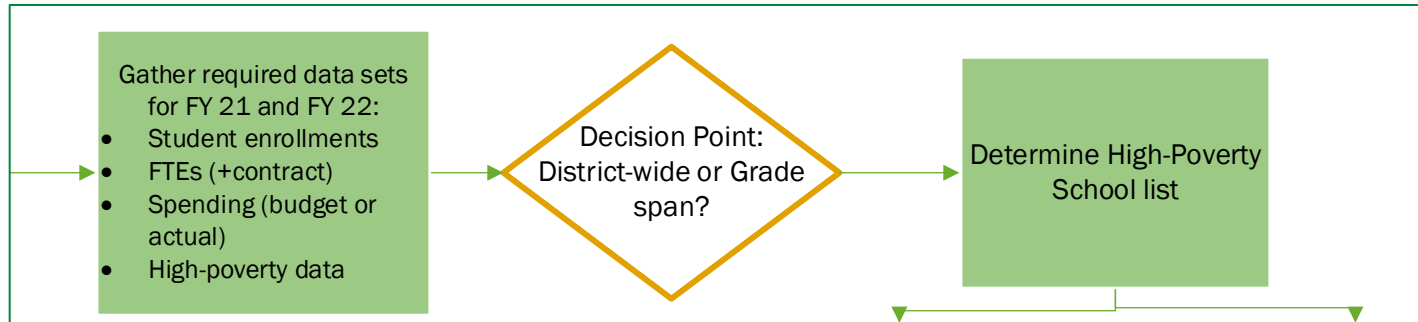 Gather required data sets
for FY 21 and FY 22:
• Student enrollments
• FTEs (+contract)
• Spending (budget or
actual)
• High-poverty data
Decision Point:
District-wide or Grade
span?
Determine High-Poverty
School list